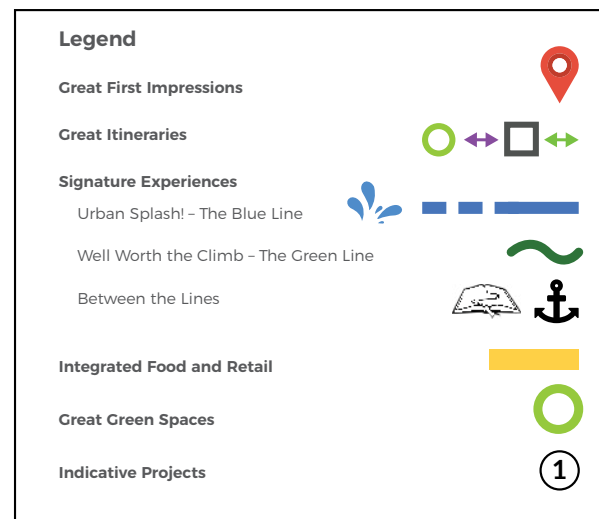 Legend
Great First Impressions
Great Itineraries
Signature Experiences
Urban Splash! – The Blue Line
Well Worth the Climb – The Green Line
Between the Lines
Integrated Food and Retail
Great Green Spaces
Indicative Projects
1